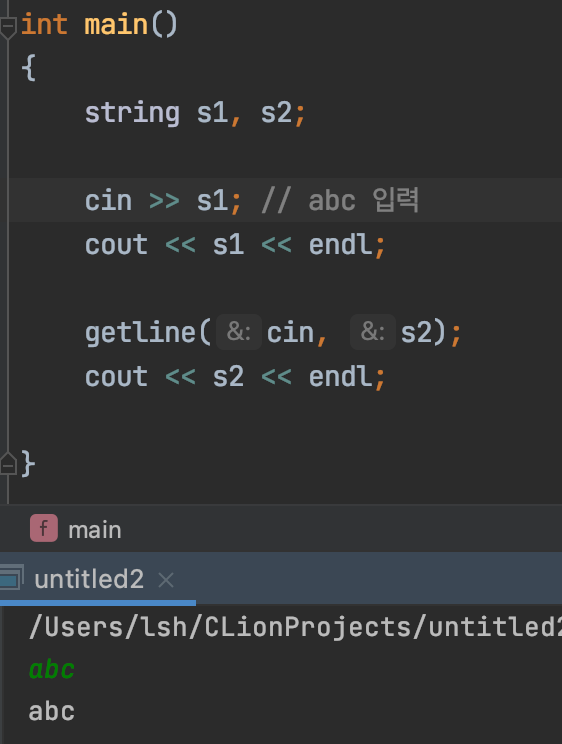 int main()
{
string s1, s2;
cin >> s1; // abc 입력
cout << s1 << endl;
getline( &: cin, &: s2);
cout << s2 << endl;
}
f main
untitled2 ×
/Users/lsh/CLionProjects/untitled2
abc
abc